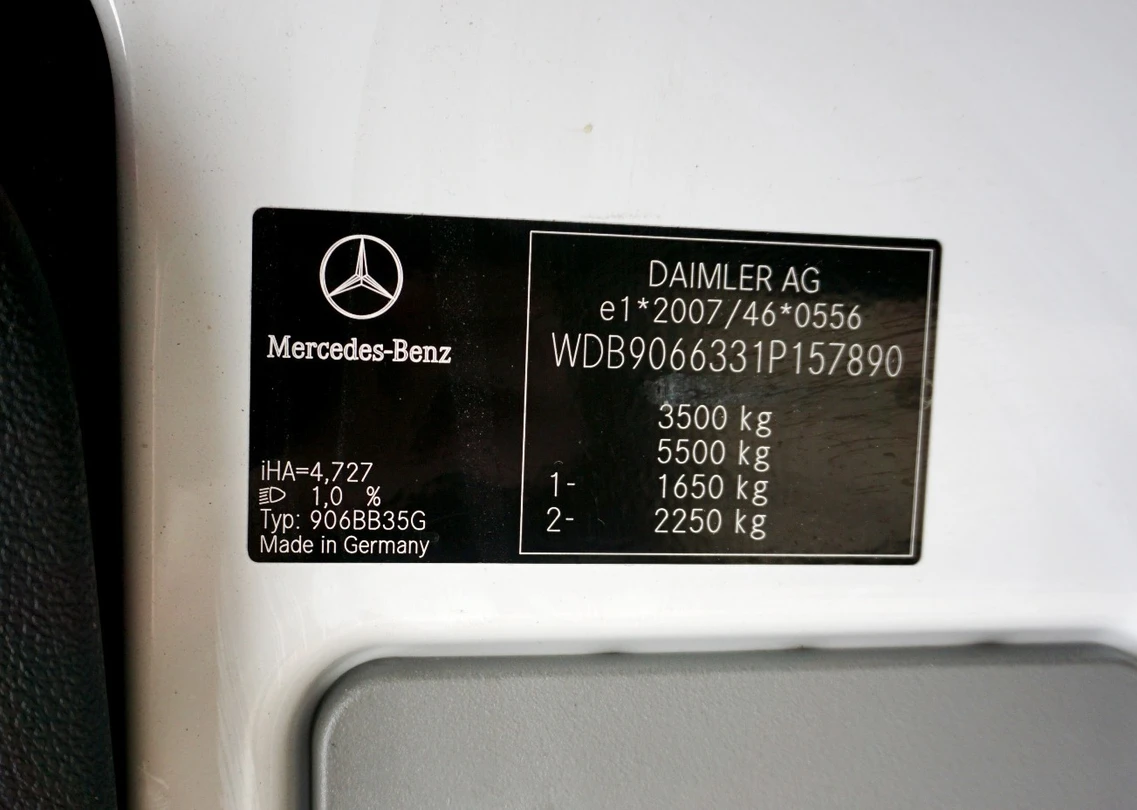 Mercedes-Benz
iHA=4,727
1,0 %
Typ: 906BB35G
Made in Germany
DAIMLER AG
e1*2007/46*0556
WDB9066331P157890
3500 kg
5500 kg
1- 1650 kg
2- 2250 kg